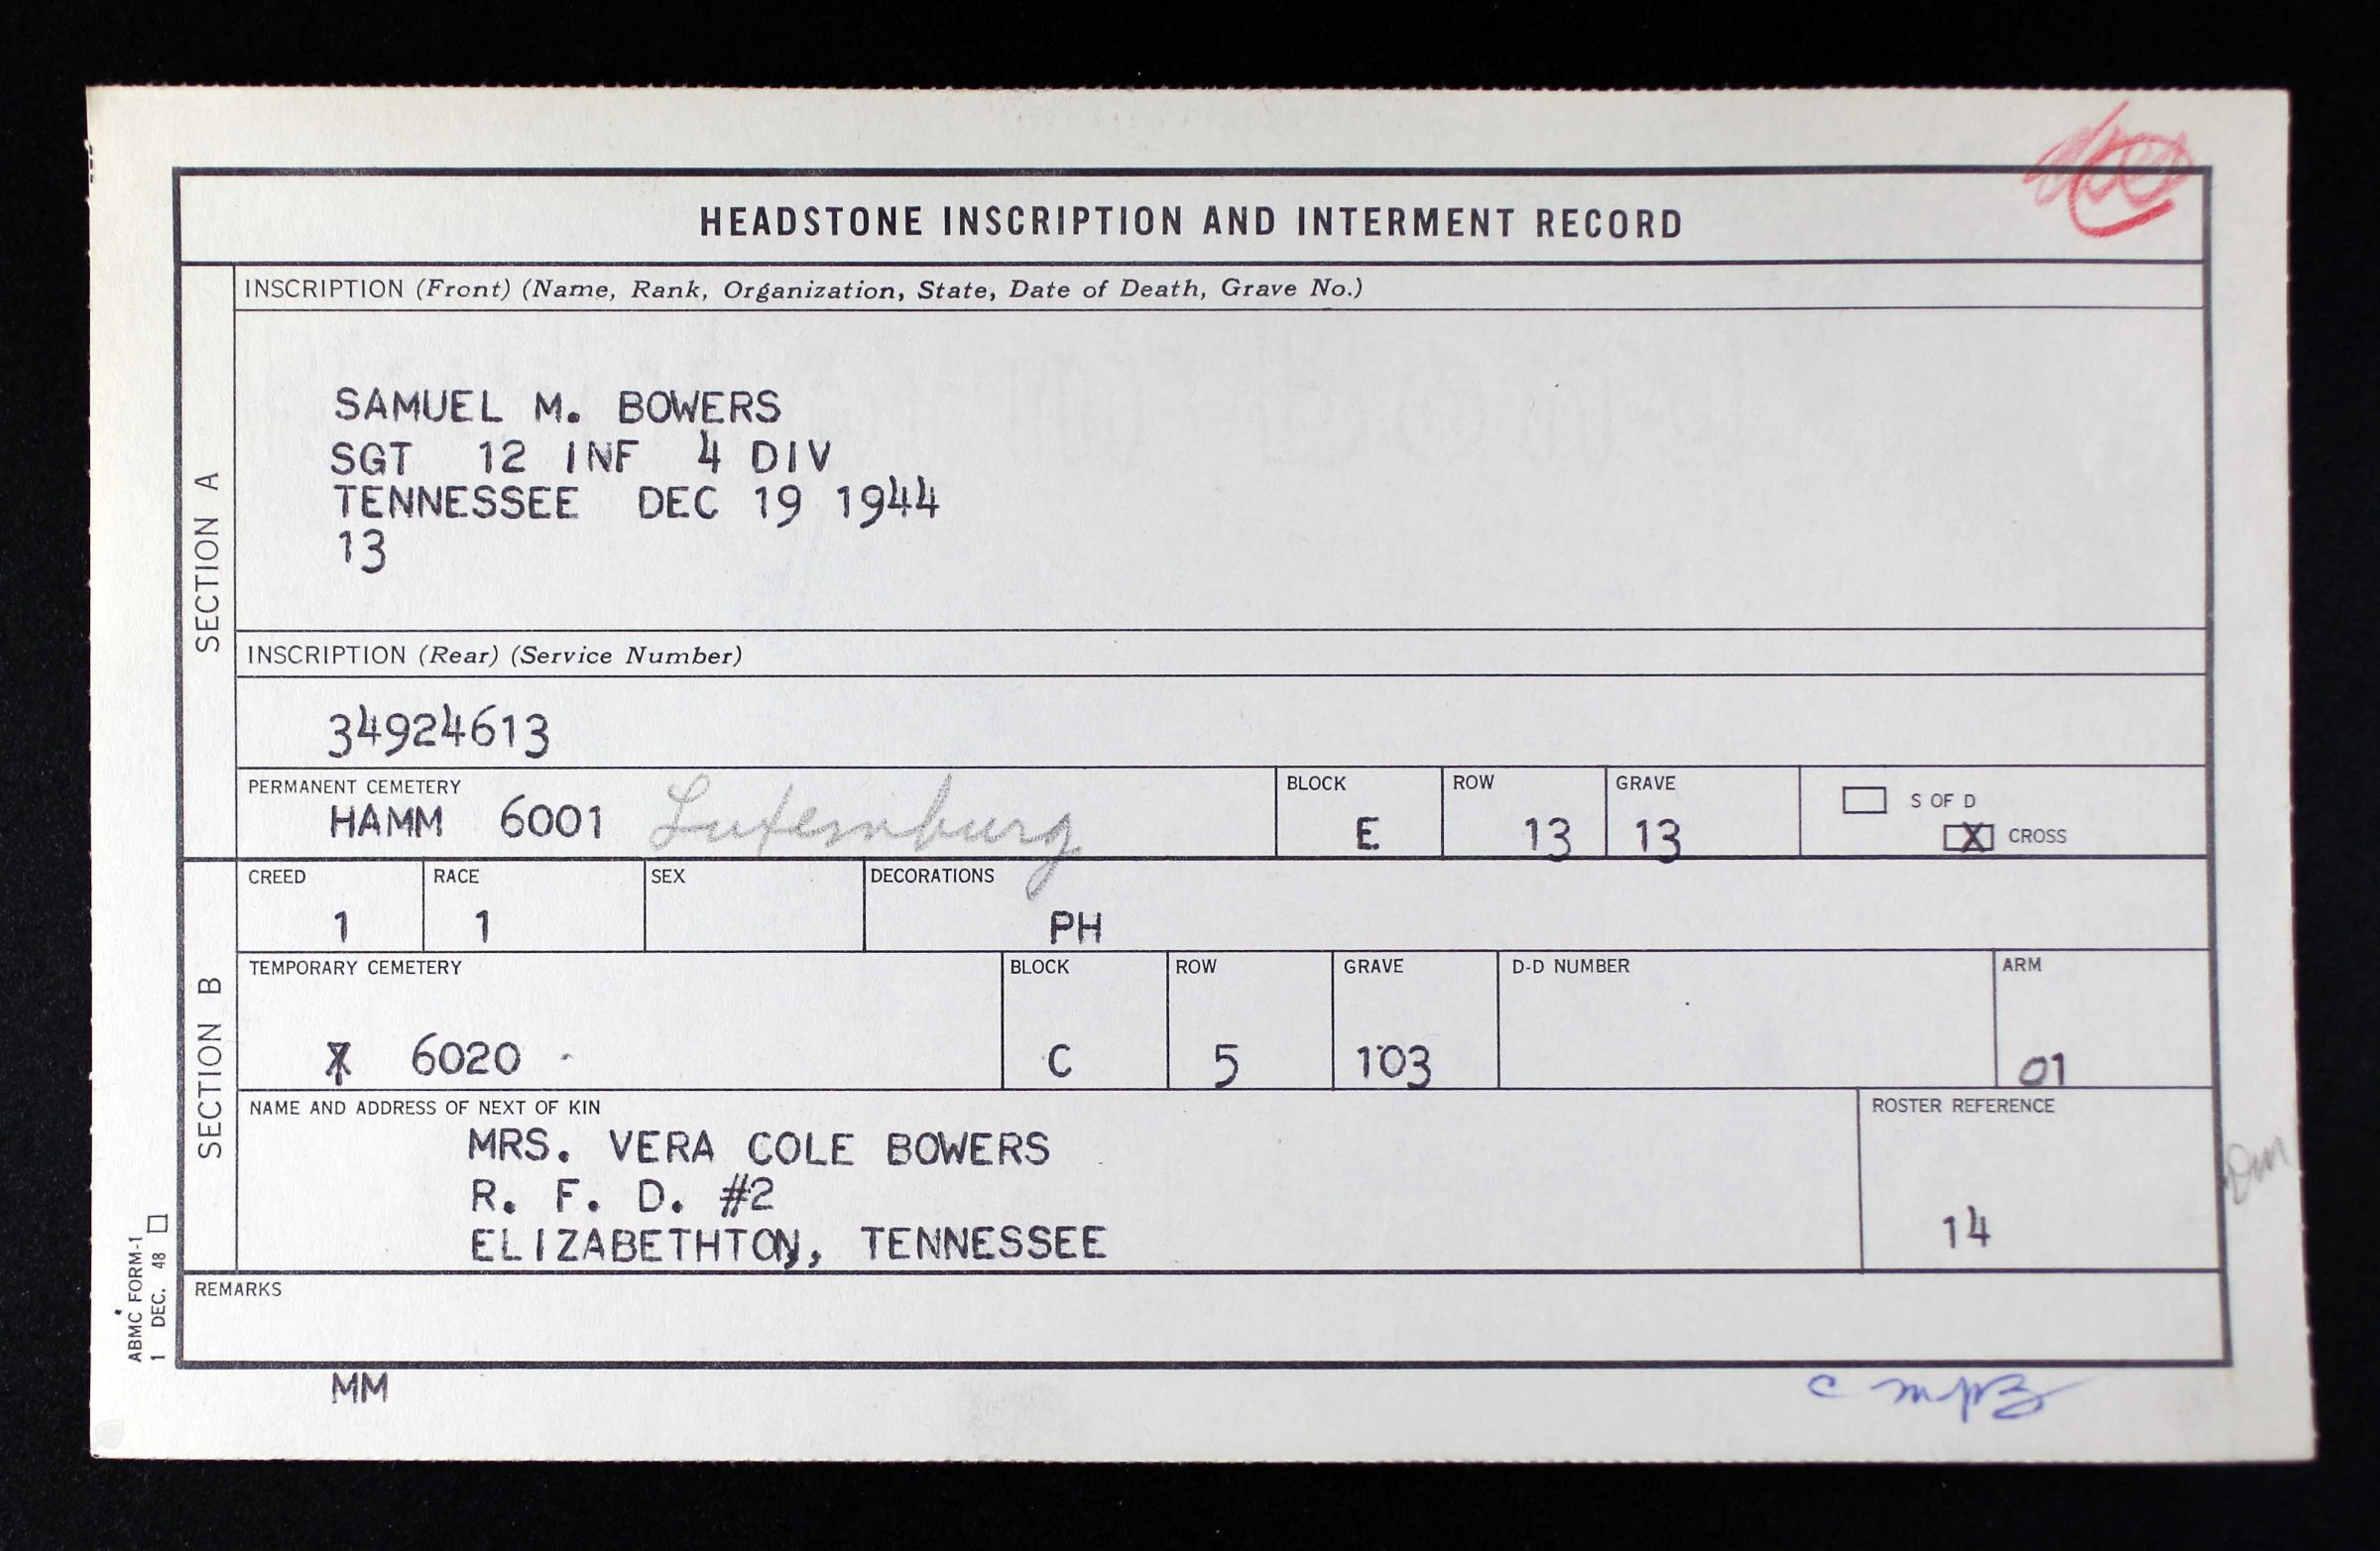 HEADSTONE INSCRIPTION AND INTERMENT RECORD
SECTION A
INSCRIPTION (Front) (Name, Rank, Organization, State, Date of Death, Grave No.)
SAMUEL M. BOWERS
SGT 12 INF 4 DIV
TENNESSEE DEC 19 1944
13
INSCRIPTION (Rear) (Service Number)
34924613
PERMANENT CEMETERY BLOCK ROW GRAVE
HAMM 6001 Luxemburg E 13 13
S OF D
X CROSS
SECTION B
CREED RACE SEX DECORATIONS
1 1 PH
TEMPORARY CEMETERY BLOCK ROW GRAVE D-D NUMBER ARM
6020 C 5 103 01
NAME AND ADDRESS OF NEXT OF KIN ROSTER REFERENCE
MRS. VERA COLE BOWERS
R. F. D. #2
ELIZABETHTON, TENNESSEE
14
REMARKS
ABMC FORM-1
1 DEC. 48
MM